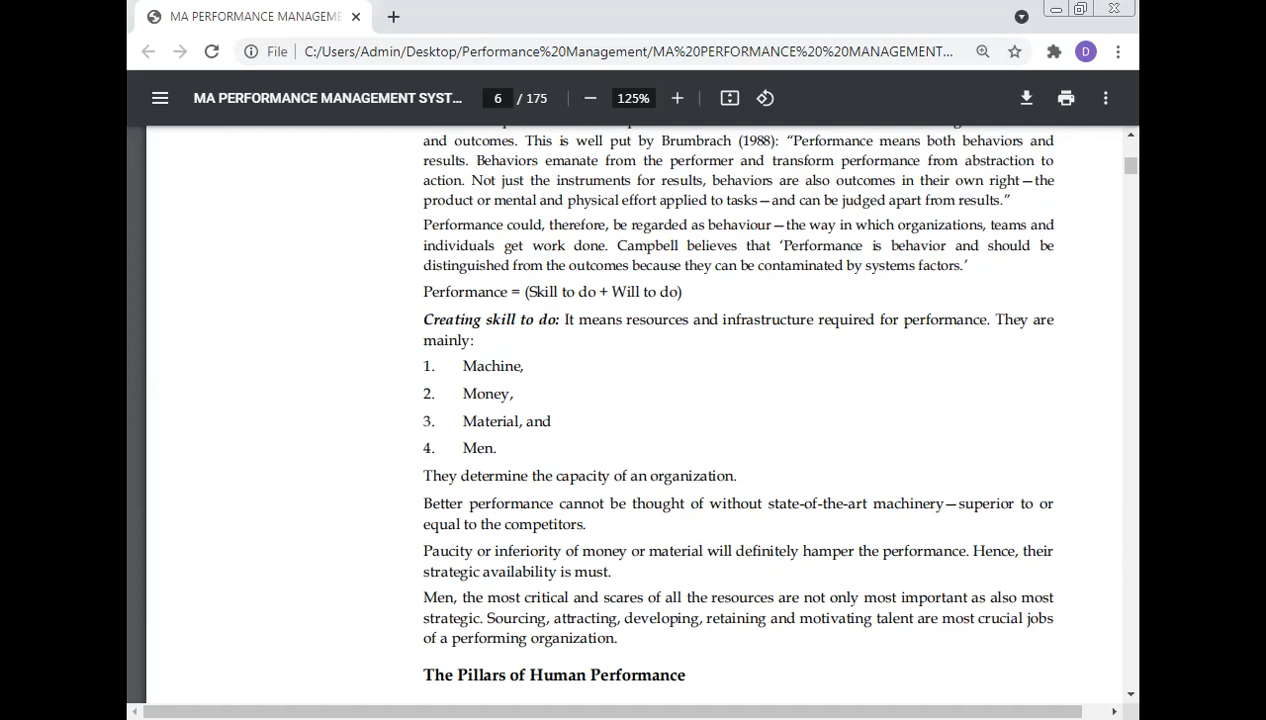 MA PERFORMANCE MANAGEME
File C:/Users/Admin/Desktop/Performance%20Management/MA%20PERFORMANCE%20%20MANAGEMENT... D
MA PERFORMANCE MANAGEMENT SYST... 6 / 175 125%
and outcomes. This is well put by Brumbrach (1988): “Performance means both behaviors and
results. Behaviors emanate from the performer and transform performance from abstraction to
action. Not just the instruments for results, behaviors are also outcomes in their own right—the
product or mental and physical effort applied to tasks—and can be judged apart from results.”
Performance could, therefore, be regarded as behaviour—the way in which organizations, teams and
individuals get work done. Campbell believes that ‘Performance is behavior and should be
distinguished from the outcomes because they can be contaminated by systems factors.’
Performance = (Skill to do + Will to do)
Creating skill to do: It means resources and infrastructure required for performance. They are
mainly:
1. Machine,
2. Money,
3. Material, and
4. Men.
They determine the capacity of an organization.
Better performance cannot be thought of without state-of-the-art machinery—superior to or
equal to the competitors.
Paucity or inferiority of money or material will definitely hamper the performance. Hence, their
strategic availability is must.
Men, the most critical and scares of all the resources are not only most important as also most
strategic. Sourcing, attracting, developing, retaining and motivating talent are most crucial jobs
of a performing organization.
The Pillars of Human Performance